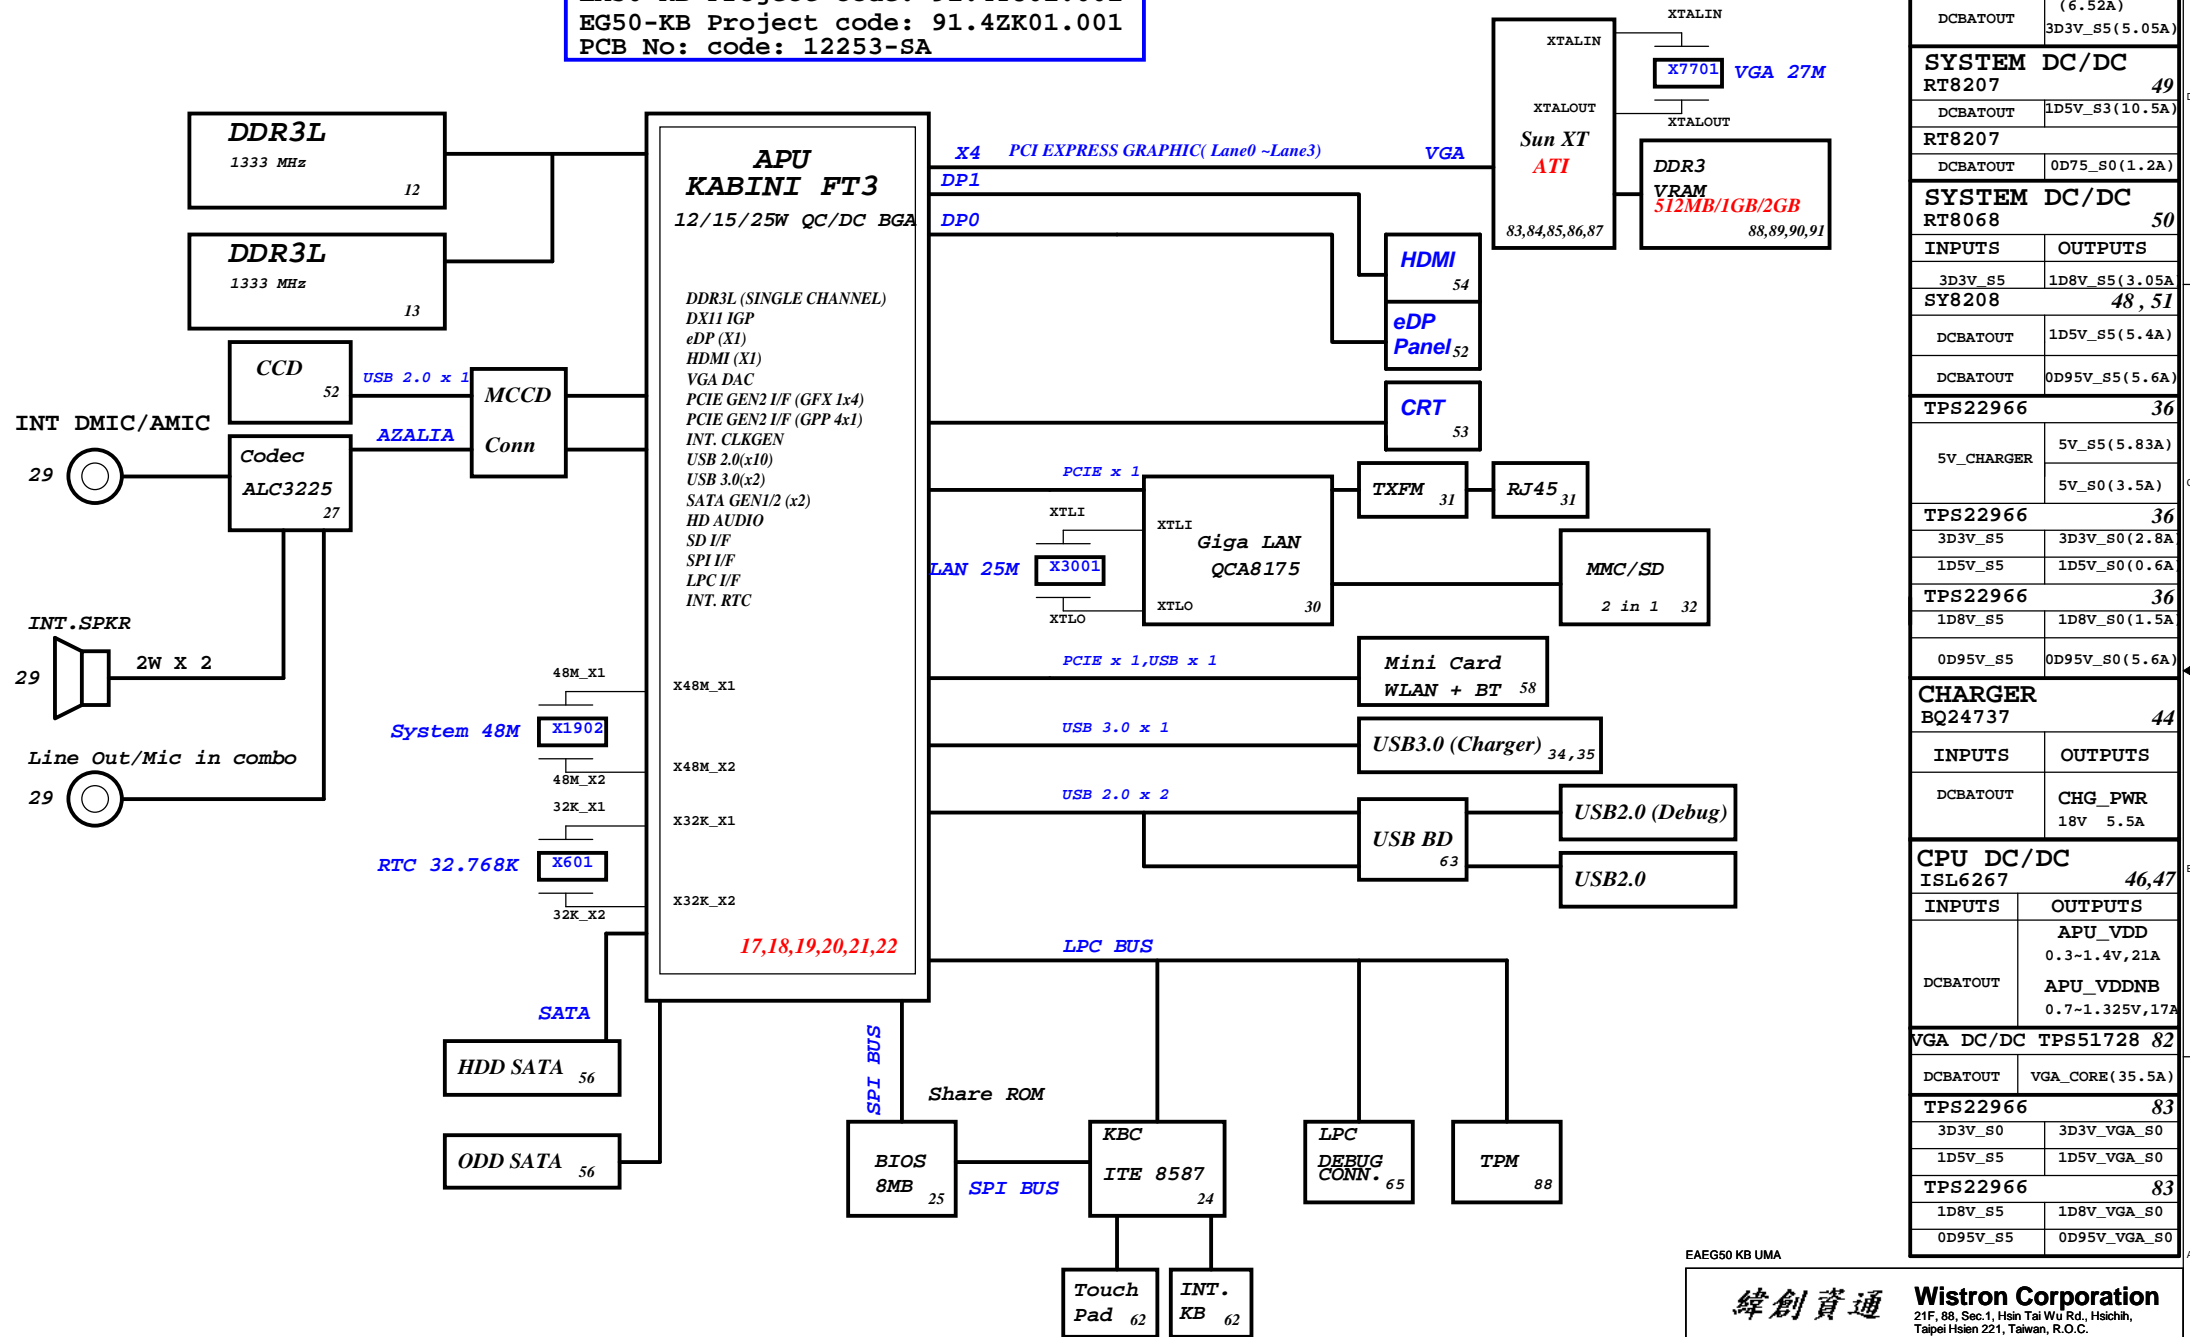 EG50-KB Project code: 91.4ZK01.001
PCB No: code: 12253-SA
DDR3L
1333 MHz
12
DDR3L
1333 MHz
13
CCD
52
USB 2.0 x 1
MCCD
Conn
INT DMIC/AMIC
29
Codec
ALC3225
27
AZALIA
INT.SPKR
29
2W X 2
Line Out/Mic in combo
29
APU
KABINI FT3
12/15/25W QC/DC BGA
DDR3L (SINGLE CHANNEL)
DX11 IGP
eDP (X1)
HDMI (X1)
VGA DAC
PCIE GEN2 I/F (GFX 1x4)
PCIE GEN2 I/F (GPP 4x1)
INT. CLKGEN
USB 2.0(x10)
USB 3.0(x2)
SATA GEN1/2 (x2)
HD AUDIO
SD I/F
SPI I/F
LPC I/F
INT. RTC
48M_X1
X48M_X1
System 48M
X1902
X48M_X2
48M_X2
32K_X1
X32K_X1
RTC 32.768K
X601
X32K_X2
32K_X2
17,18,19,20,21,22
SATA
HDD SATA 56
ODD SATA 56
SPI BUS
Share ROM
BIOS
8MB
25
SPI BUS
KBC
ITE 8587
24
Touch
Pad 62
INT.
KB 62
LPC
DEBUG
CONN.
65
TPM
88
LPC BUS
X4 PCI EXPRESS GRAPHIC( Lane0 ~Lane3) VGA
DP1
DP0
XTALIN
XTALIN
X7701 VGA 27M
XTALOUT
XTALOUT
Sun XT
ATI
83,84,85,86,87
DDR3
VRAM
512MB/1GB/2GB
88,89,90,91
HDMI
54
eDP
Panel 52
CRT
53
PCIE x 1
TXFM
31
RJ45
31
XTLI
XTLI
Giga LAN
QCA8175
30
LAN 25M
X3001
XTLO
XTLO
MMC/SD
2 in 1 32
PCIE x 1,USB x 1
Mini Card
WLAN + BT 58
USB 3.0 x 1
USB3.0 (Charger) 34,35
USB 2.0 x 2
USB BD
63
USB2.0 (Debug)
USB2.0
DCBATOUT
(6.52A)
3D3V_S5(5.05A)
SYSTEM DC/DC
RT8207 49
DCBATOUT 1D5V_S3(10.5A)
RT8207
DCBATOUT 0D75_S0(1.2A)
SYSTEM DC/DC
RT8068 50
INPUTS OUTPUTS
3D3V_S5 1D8V_S5(3.05A
SY8208 48 , 51
DCBATOUT 1D5V_S5(5.4A)
DCBATOUT 0D95V_S5(5.6A)
TPS22966 36
5V_CHARGER
5V_S5(5.83A)
5V_S0(3.5A)
TPS22966 36
3D3V_S5 3D3V_S0(2.8A
1D5V_S5 1D5V_S0(0.6A
TPS22966 36
1D8V_S5 1D8V_S0(1.5A
0D95V_S5 0D95V_S0(5.6A)
CHARGER
BQ24737 44
INPUTS OUTPUTS
DCBATOUT CHG_PWR
18V 5.5A
CPU DC/DC
ISL6267 46,47
INPUTS OUTPUTS
APU_VDD
0.3~1.4V,21A
DCBATOUT
APU_VDDNB
0.7~1.325V,17A
VGA DC/DC TPS51728 82
DCBATOUT VGA_CORE(35.5A)
TPS22966 83
3D3V_S0 3D3V_VGA_S0
1D5V_S5 1D5V_VGA_S0
TPS22966 83
1D8V_S5 1D8V_VGA_S0
0D95V_S5 0D95V_VGA_S0
EAEG50 KB UMA
緯創資通
Wistron Corporation
21F, 88, Sec.1, Hsin Tai Wu Rd., Hsichih,
Taipei Hsien 221, Taiwan, R.O.C.